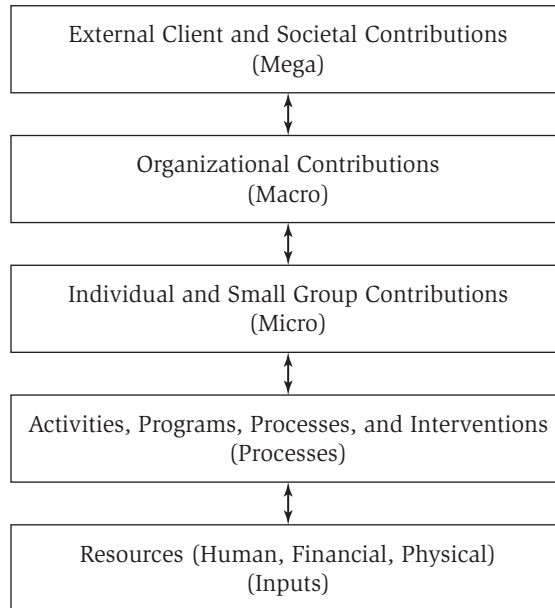 External Client and Societal Contributions
(Mega)
Organizational Contributions
(Macro)
Individual and Small Group Contributions
(Micro)
Activities, Programs, Processes, and Interventions
(Processes)
Resources (Human, Financial, Physical)
(Inputs)